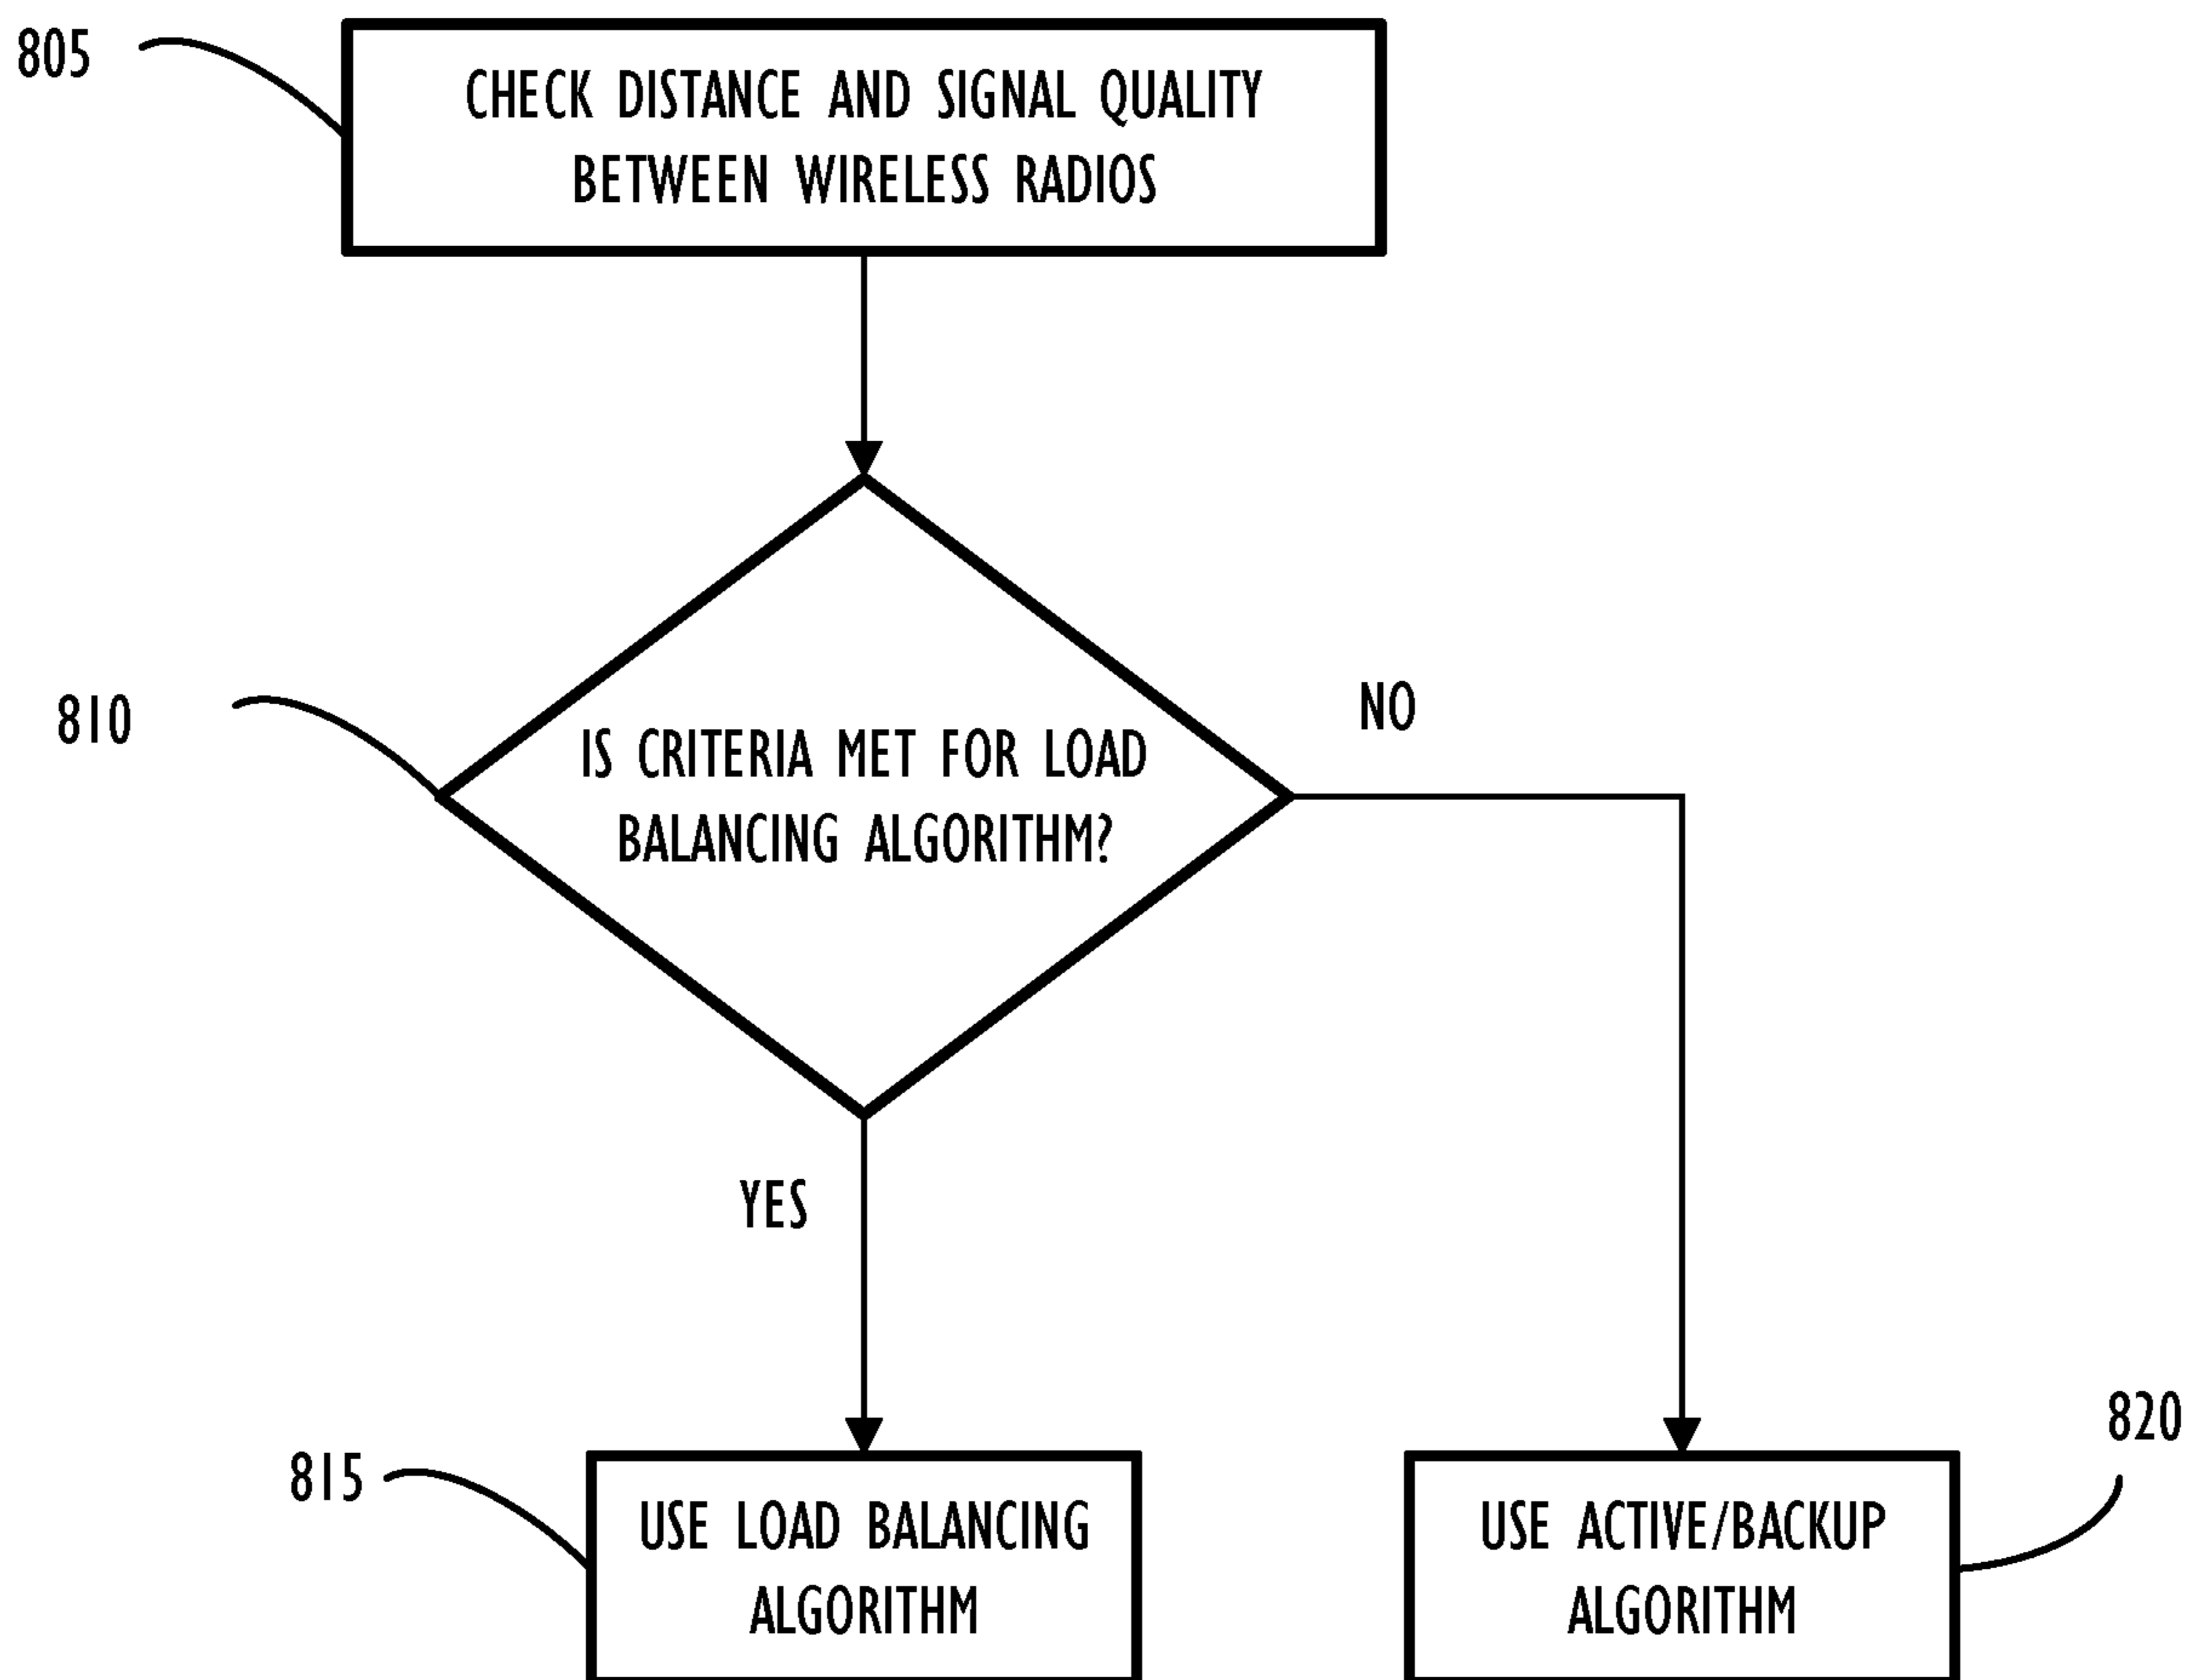 805
CHECK DISTANCE AND SIGNAL QUALITY
BETWEEN WIRELESS RADIOS
810
IS CRITERIA MET FOR LOAD
BALANCING ALGORITHM?
NO
YES
815
USE LOAD BALANCING
ALGORITHM
820
USE ACTIVE/BACKUP
ALGORITHM